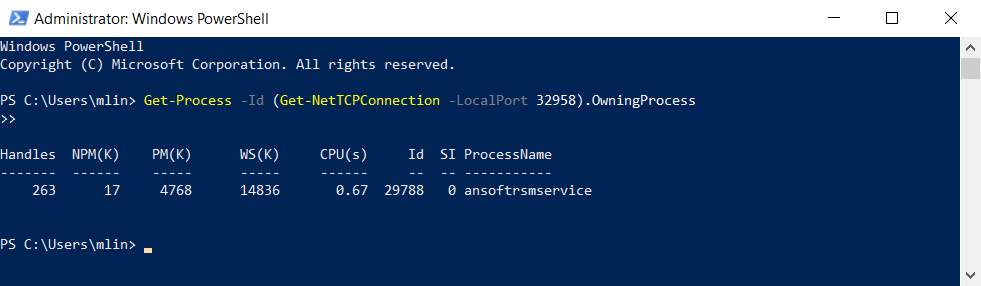 Administrator: Windows PowerShell
Windows PowerShell
Copyright (C) Microsoft Corporation. All rights reserved.
PS C:\Users\mlin> Get-Process -Id (Get-NetTCPConnection -LocalPort 32958).OwningProcess
>>
Handles  NPM(K)    PM(K)      WS(K)     CPU(s)     Id  SI ProcessName
-------  ------    -----      -----     ------     --  -- -----------
    263      17     4768      14836       0.67  29788   0 ansoftrsmservice
PS C:\Users\mlin>